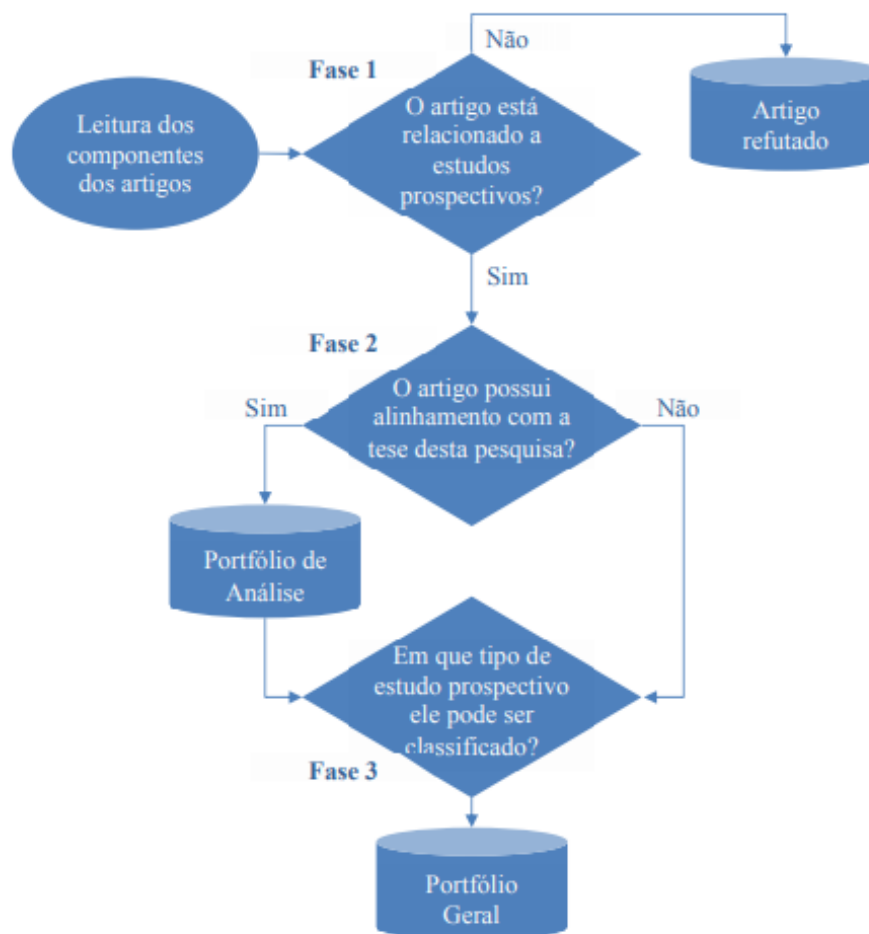 Não
Fase 1
O artigo está
relacionado a
estudos
prospectivos?
Leitura dos
componentes
dos artigos
Artigo
refutado
Sim
Fase 2
O artigo possui
alinhamento com a
tese desta pesquisa?
Sim
Não
Portfólio de
Análise
Em que tipo de
estudo prospectivo
ele pode ser
classificado?
Fase 3
Portfólio
Geral